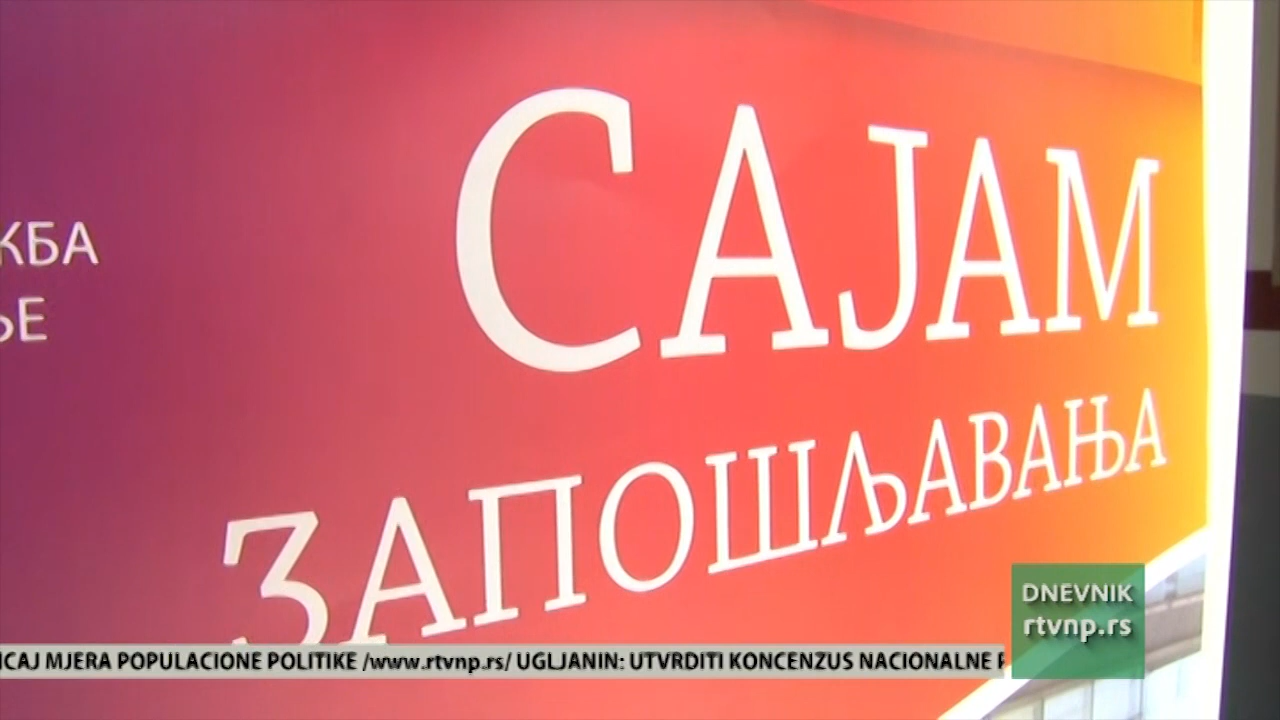 САЈАМ
ЗАПОШЉАВАЊА
DNEVNIK
rtvnp.rs
MJERA POPULACIONE POLITIKE /www.rtvnp.rs/ UGLJANIN: UTVRDITI KONCENZUS NACIONALNE